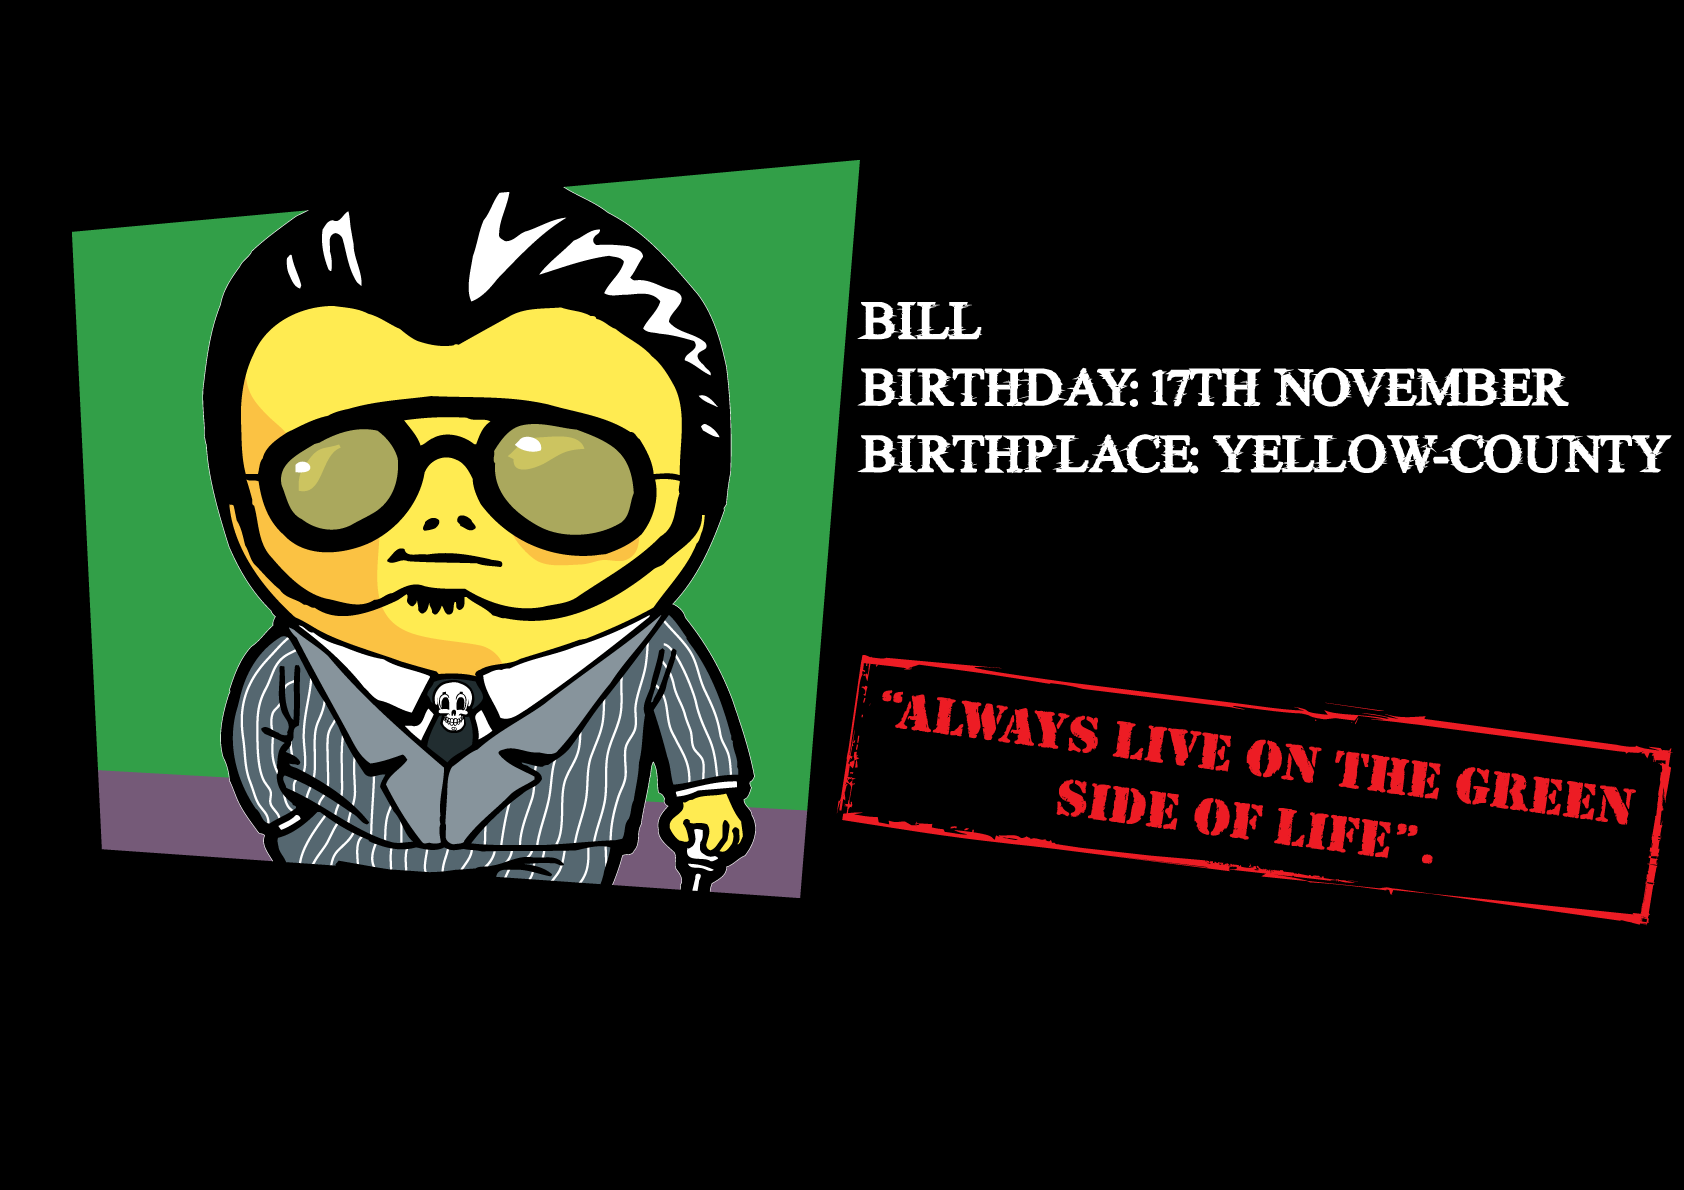 BILL
BIRTHDAY: 17TH NOVEMBER
BIRTHPLACE: YELLOW-COUNTY
“ALWAYS LIVE ON THE GREEN
SIDE OF LIFE”.